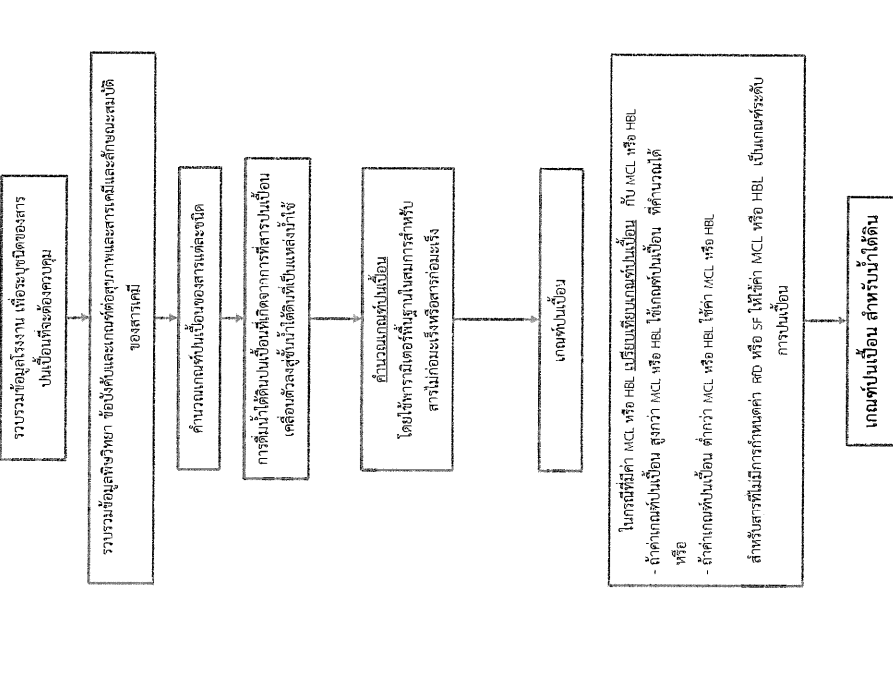 รวบรวมข้อมูลโรงงาน เพื่อระบุชนิดของสาร
ปนเปื้อนที่จะต้องควบคุม
รวบรวมข้อมูลพิษวิทยา ข้อบังคับและเกณฑ์ต่อสุขภาพและสารเคมีและลักษณะสมบัติ
ของสารเคมี
คำนวณเกณฑ์ปนเปื้อนของสารแต่ละชนิด
การดื่มน้ำใต้ดินปนเปื้อนที่เกิดจากการที่สารปนเปื้อน
เคลื่อนตัวลงสู่ชั้นน้ำใต้ดินที่เป็นแหล่งน้ำใช้
คำนวณเกณฑ์ปนเปื้อน
โดยใช้พารามิเตอร์พื้นฐานในสมการสำหรับ
สารไม่ก่อมะเร็งหรือสารก่อมะเร็ง
เกณฑ์ปนเปื้อน
ในกรณีที่มีค่า MCL หรือ HBL เปรียบเทียบเกณฑ์ปนเปื้อน กับ MCL หรือ HBL
- ถ้าค่าเกณฑ์ปนเปื้อน สูงกว่า MCL หรือ HBL ใช้เกณฑ์ปนเปื้อน ที่คำนวณได้
หรือ
- ถ้าค่าเกณฑ์ปนเปื้อน ต่ำกว่า MCL หรือ HBL ใช้ค่า MCL หรือ HBL
สำหรับสารที่ไม่มีการกำหนดค่า RfD หรือ SF ให้ใช้ค่า MCL หรือ HBL เป็นเกณฑ์ระดับ
การปนเปื้อน
เกณฑ์ปนเปื้อน สำหรับน้ำใต้ดิน